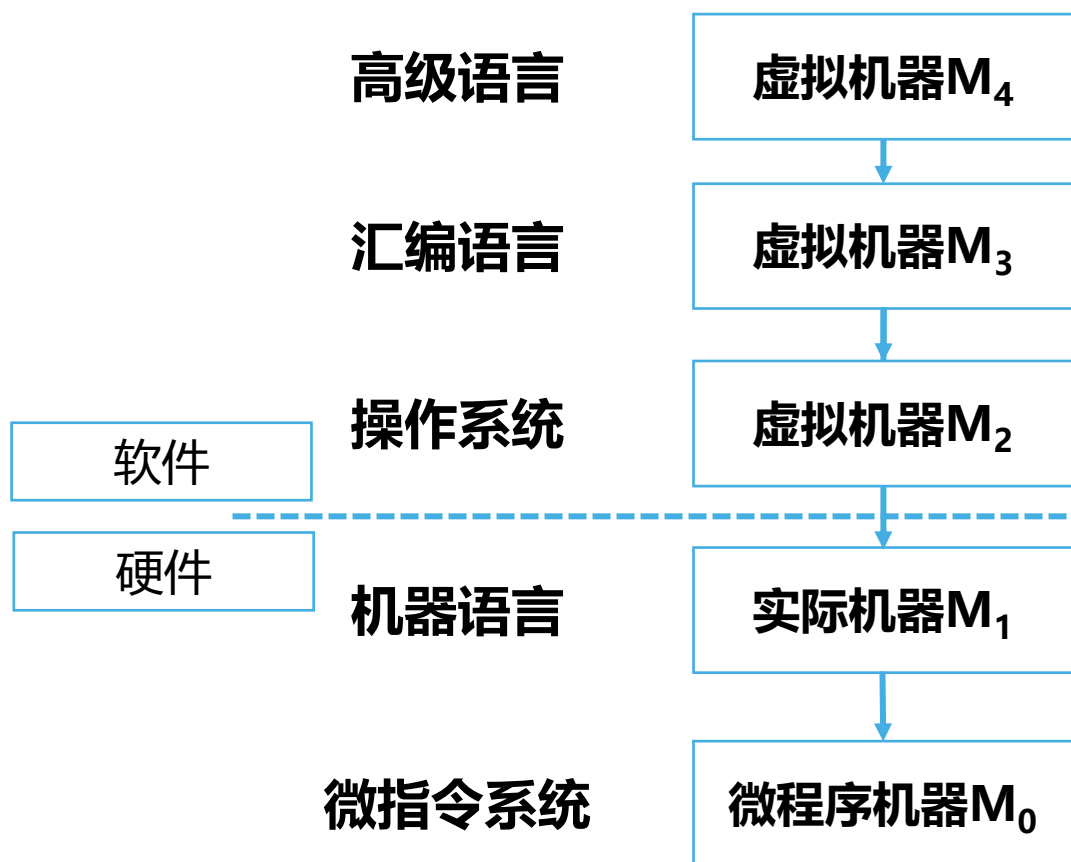 高级语言
虚拟机器M₄
汇编语言
虚拟机器M₃
操作系统
虚拟机器M₂
软件
硬件
机器语言
实际机器M₁
微指令系统
微程序机器M₀